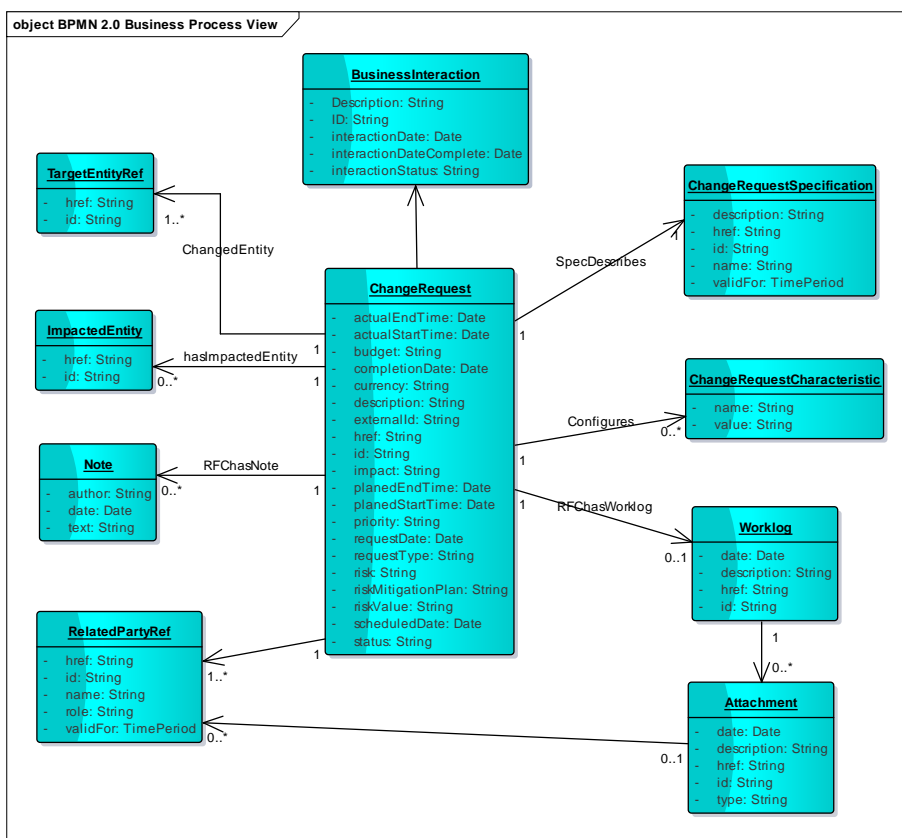 object BPMN 2.0 Business Process View
BusinessInteraction
- Description: String
- ID: String
- interactionDate: Date
- interactionDateComplete: Date
- interactionStatus: String
TargetEntityRef
- href: String
- id: String
1..*
ChangedEntity
ChangeRequestSpecification
- description: String
- href: String
- id: String
- name: String
- validFor: TimePeriod
1
SpecDescribes
1
ChangeRequest
- actualEndTime: Date
- actualStartTime: Date
- budget: String
- completionDate: Date
- currency: String
- description: String
- externalId: String
- href: String
- id: String
- impact: String
- planedEndTime: Date
- planedStartTime: Date
- priority: String
- requestDate: Date
- requestType: String
- risk: String
- riskMitigationPlan: String
- riskValue: String
- scheduledDate: Date
- status: String
ImpactedEntity
- href: String
- id: String
1
hasImpactedEntity
0..*
1
ChangeRequestCharacteristic
- name: String
- value: String
Configures
0..*
1
Note
- author: String
- date: Date
- text: String
RFChasNote
0..*
1
1
RFChasWorklog
0..1
Worklog
- date: Date
- description: String
- href: String
- id: String
1
0..*
RelatedPartyRef
- href: String
- id: String
- name: String
- role: String
- validFor: TimePeriod
1
1..*
0..*
0..1
Attachment
- date: Date
- description: String
- href: String
- id: String
- type: String